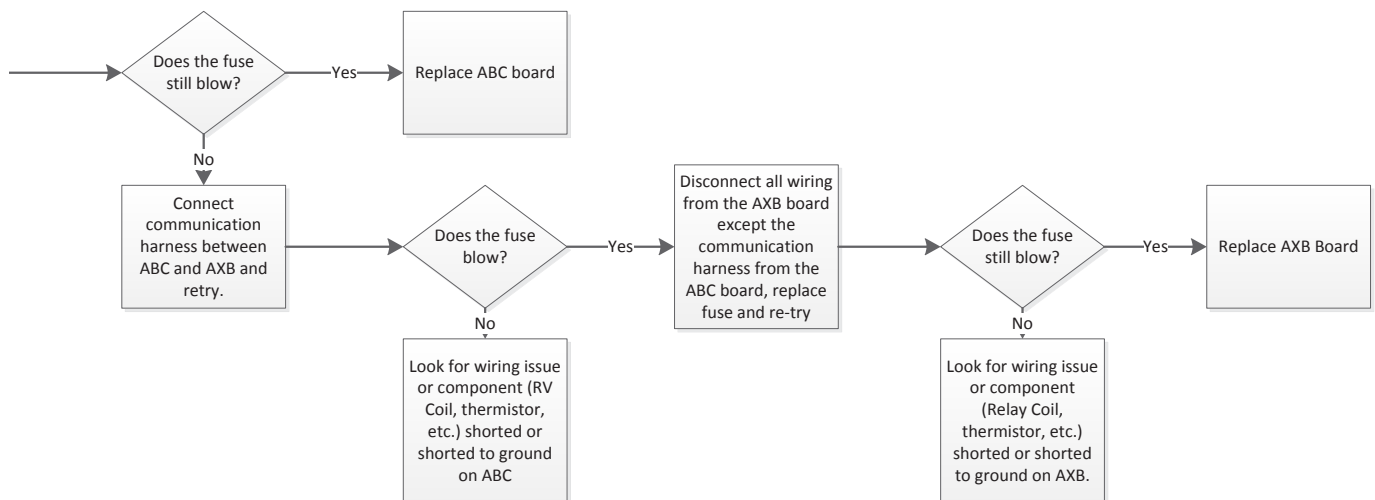 Does the fuse
still blow?
Yes
Replace ABC board
No
Connect
communication
harness between
ABC and AXB and
retry.
Does the fuse
blow?
Yes
Disconnect all wiring
from the AXB board
except the
communication
harness from the
ABC board, replace
fuse and re-try
Does the fuse
still blow?
Yes
Replace AXB Board
No
Look for wiring issue
or component (RV
Coil, thermistor,
etc.) shorted or
shorted to ground
on ABC
No
Look for wiring issue
or component
(Relay Coil,
thermistor, etc.)
shorted or shorted
to ground on AXB.